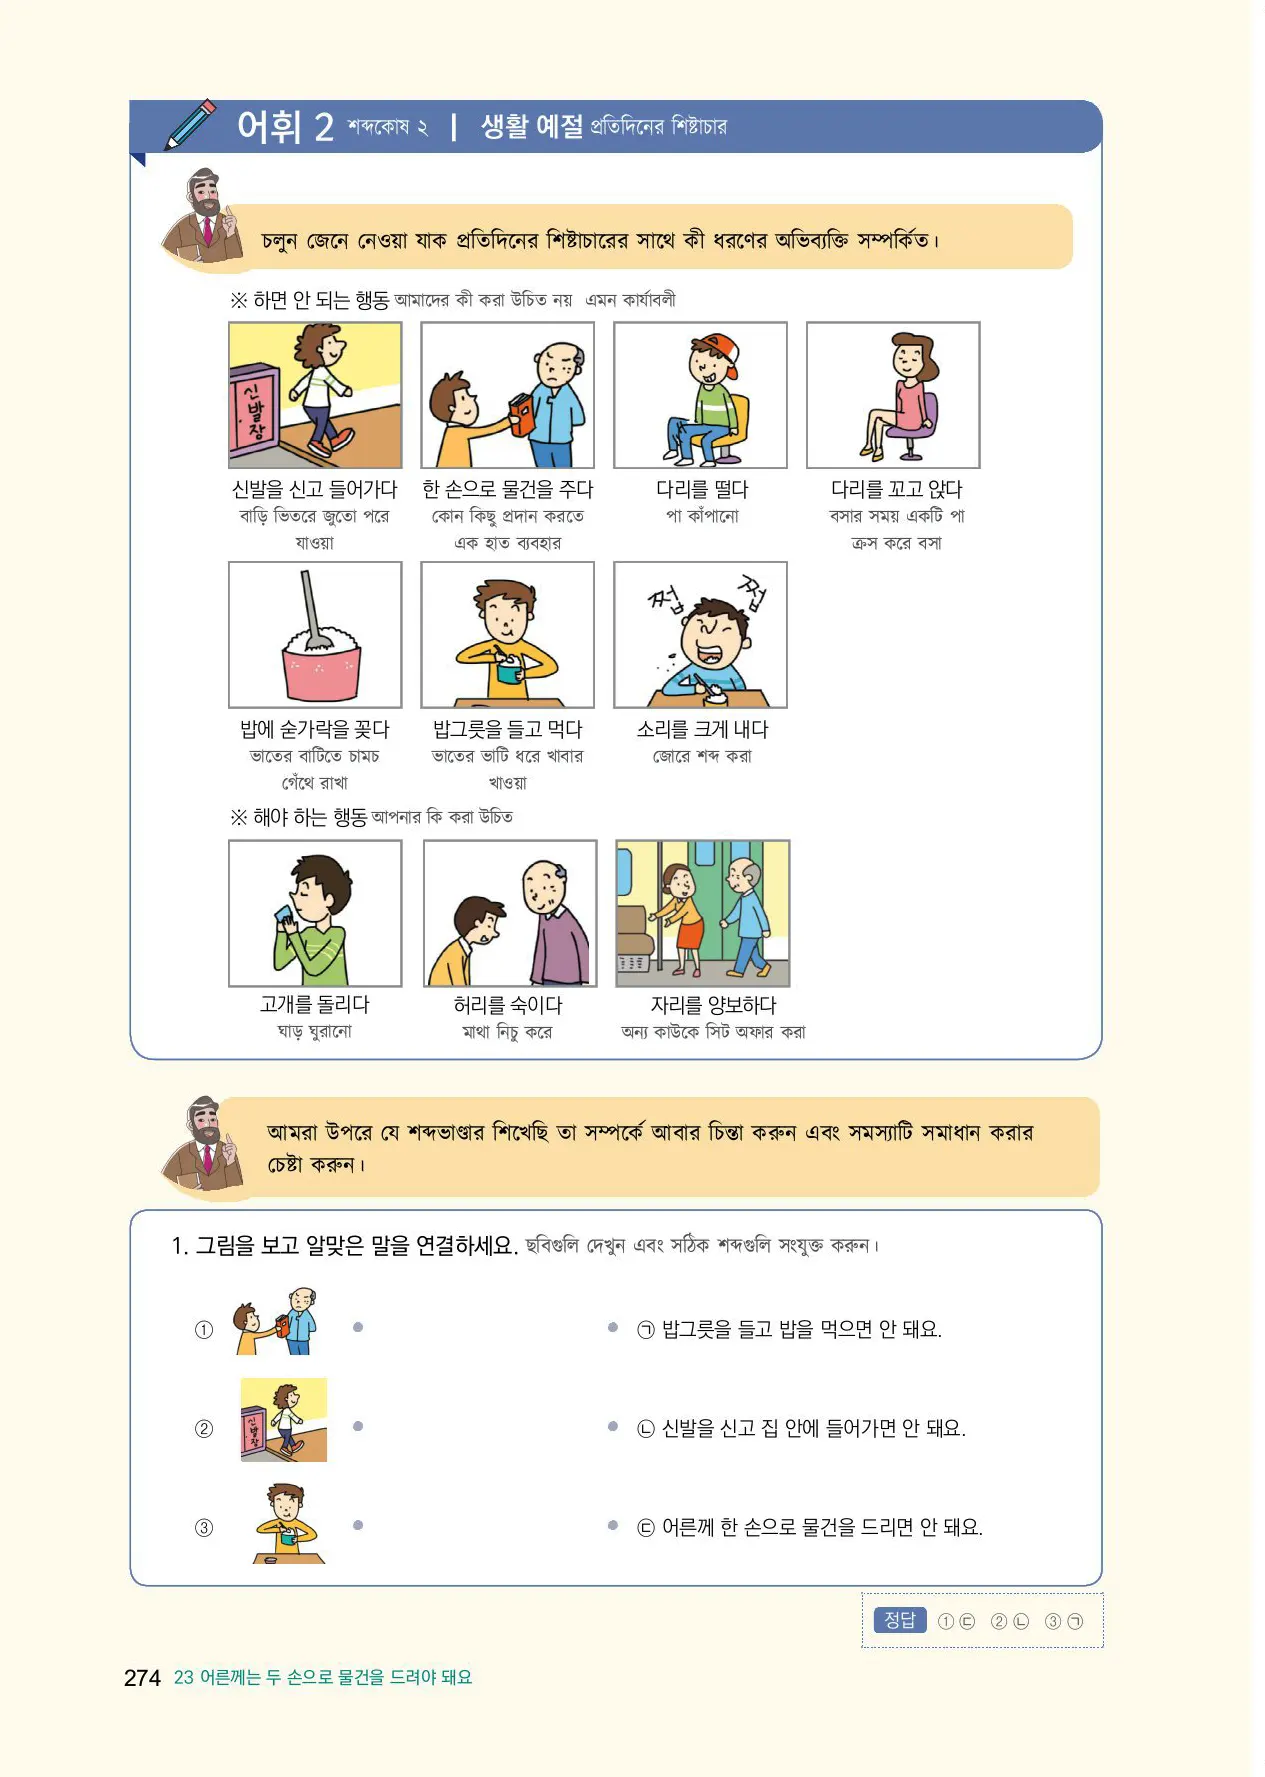 어휘 2 শব্দকোষ ২ | 생활 예절 প্রতিদিনের শিষ্টাচার
চলুন জেনে নেওয়া যাক প্রতিদিনের শিষ্টাচারের সাথে কী ধরণের অভিব্যক্তি সম্পর্কিত।
※ 하면 안 되는 행동 আমাদের কী করা উচিত নয় এমন কার্যাবলী
신발장
신발을 신고 들어가다 한 손으로 물건을 주다 다리를 떨다 다리를 꼬고 앉다
বাড়ি ভিতরে জুতো পরে কোন কিছু প্রদান করতে পা কাঁপানো বসার সময় একটি পা
যাওয়া এক হাত ব্যবহার ক্রস করে বসা
쩝 쩝
밥에 숟가락을 꽂다 밥그릇을 들고 먹다 소리를 크게 내다
ভাতের বাটিতে চামচ ভাতের ভাটি ধরে খাবার জোরে শব্দ করা
গেঁথে রাখা খাওয়া
※ 해야 하는 행동 আপনার কি করা উচিত
고개를 돌리다 허리를 숙이다 자리를 양보하다
ঘাড় ঘুরানো মাথা নিচু করে অন্য কাউকে সিট অফার করা
আমরা উপরে যে শব্দভাণ্ডার শিখেছি তা সম্পর্কে আবার চিন্তা করুন এবং সমস্যাটি সমাধান করার
চেষ্টা করুন।
1. 그림을 보고 알맞은 말을 연결하세요. ছবিগুলি দেখুন এবং সঠিক শব্দগুলি সংযুক্ত করুন।
① • • ㉠ 밥그릇을 들고 밥을 먹으면 안 돼요.
신발장
② • • ㉡ 신발을 신고 집 안에 들어가면 안 돼요.
③ • • ㉢ 어른께 한 손으로 물건을 드리면 안 돼요.
정답 ①㉢ ②㉡ ③㉠
274 23 어른께는 두 손으로 물건을 드려야 돼요